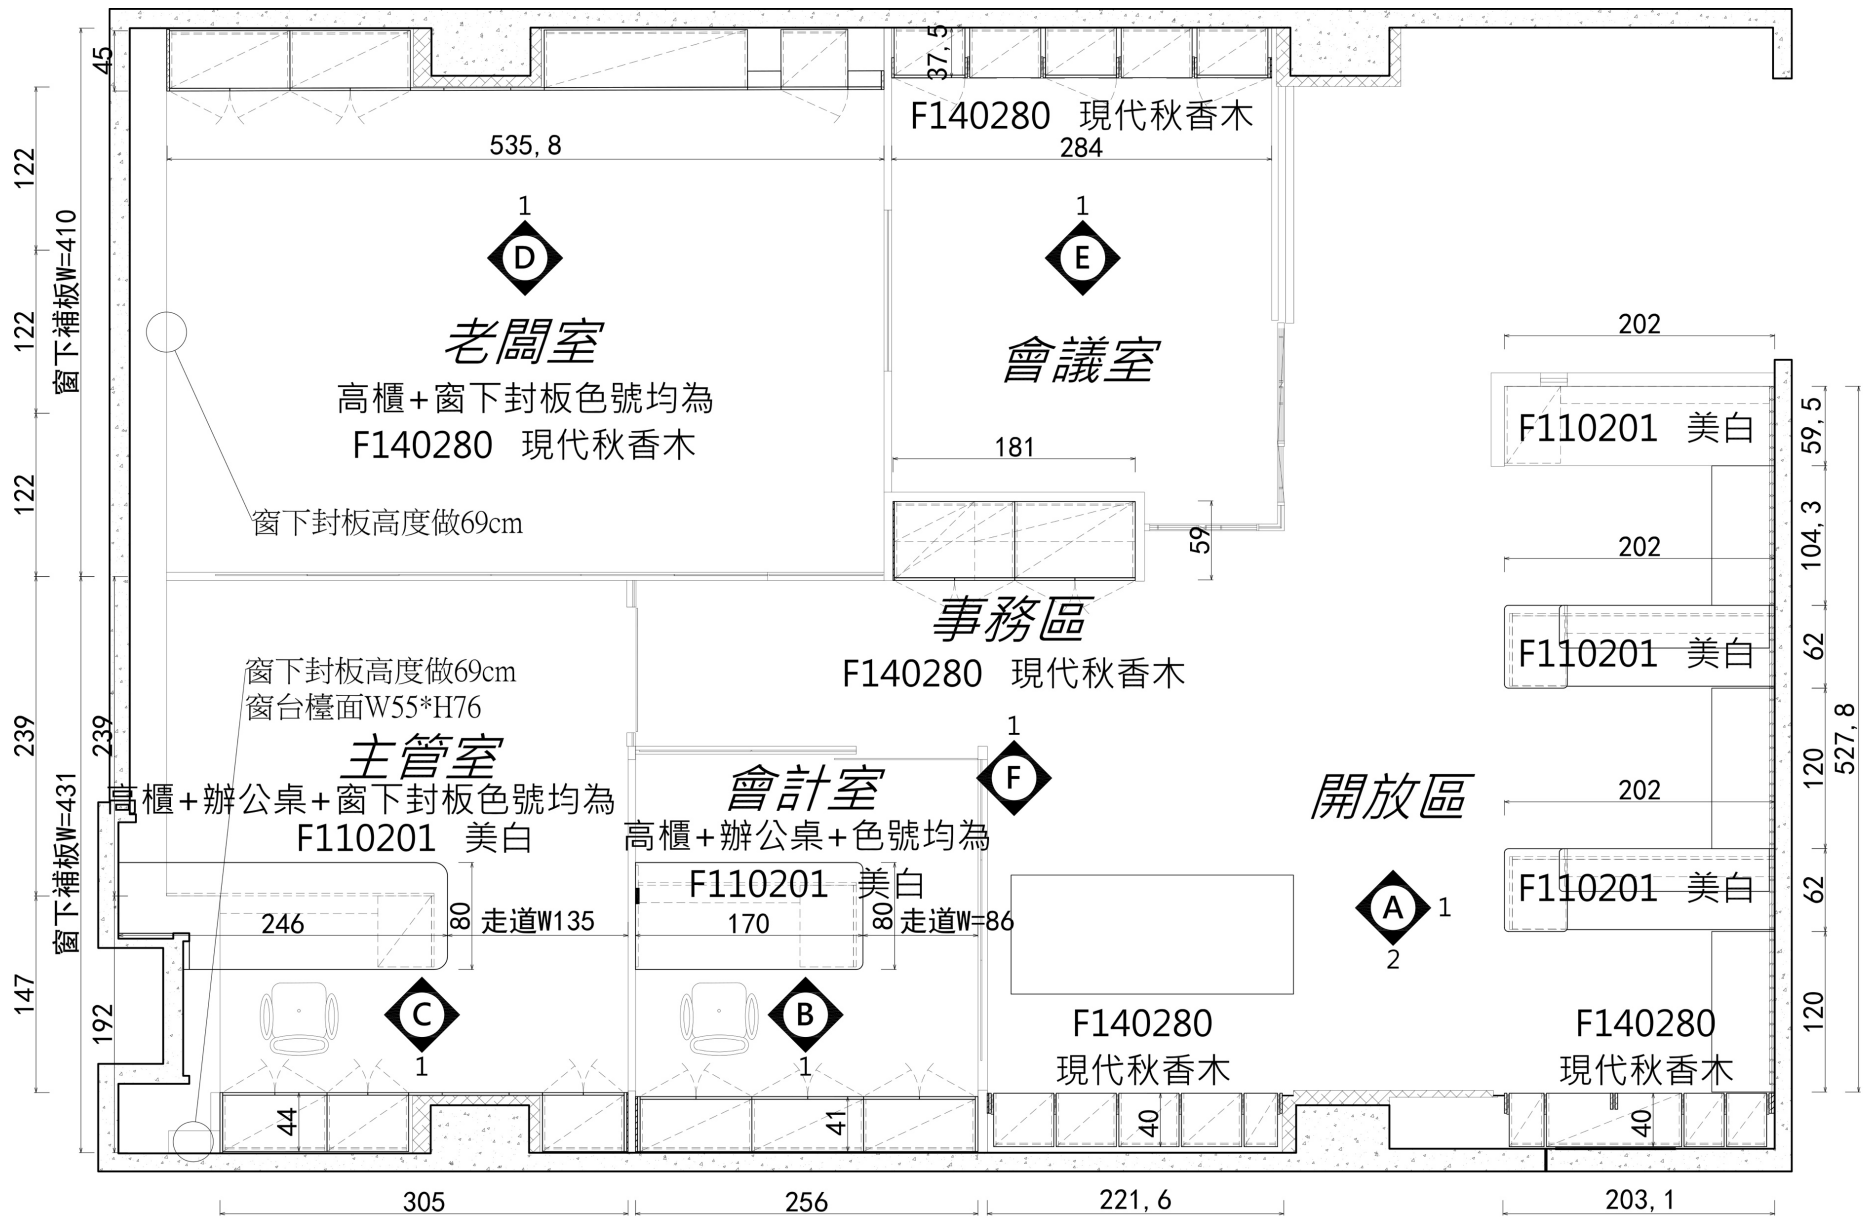 45
37,5
F140280 現代秋香木
535,8
284
122
122
122
窗下補板W=410
1
D
1
E
老闆室
高櫃+窗下封板色號均為
F140280 現代秋香木
會議室
202
F110201 美白
59,5
181
窗下封板高度做69cm
59
202
104,3
事務區
F140280 現代秋香木
F110201 美白
62
527,8
窗下封板高度做69cm
窗台檯面W55*H76
239
239
主管室
高櫃+辦公桌+窗下封板色號均為
F110201 美白
1
F
會計室
高櫃+辦公桌+色號均為
F110201 美白
開放區
202
120
F110201 美白
62
窗下補板W=431
246
80
走道W135
170
80
走道W=86
A
1
2
147
192
C
1
B
1
F140280
現代秋香木
F140280
現代秋香木
120
44
41
40
40
305
256
221,6
203,1